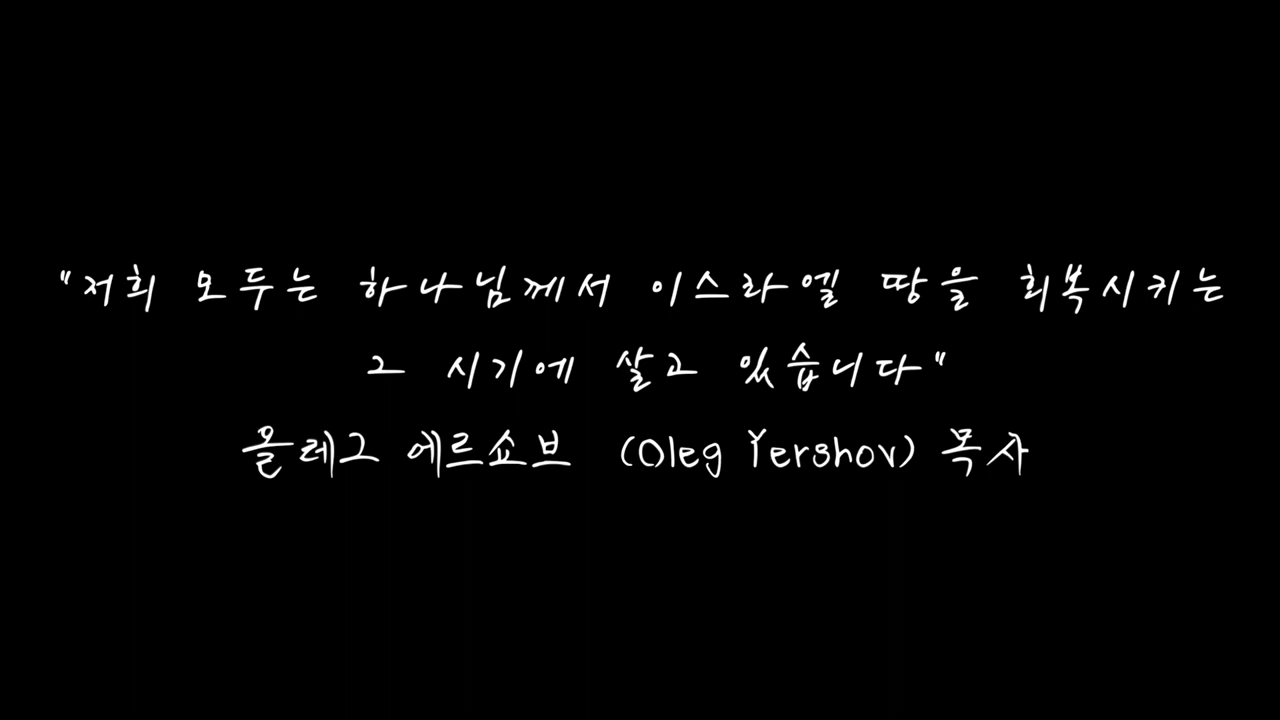 "저희 모두는 하나님께서 이스라엘 땅을 회복시키는
그 시기에 살고 있습니다"
올레그 에르쇼브 (Oleg Yershov) 목사